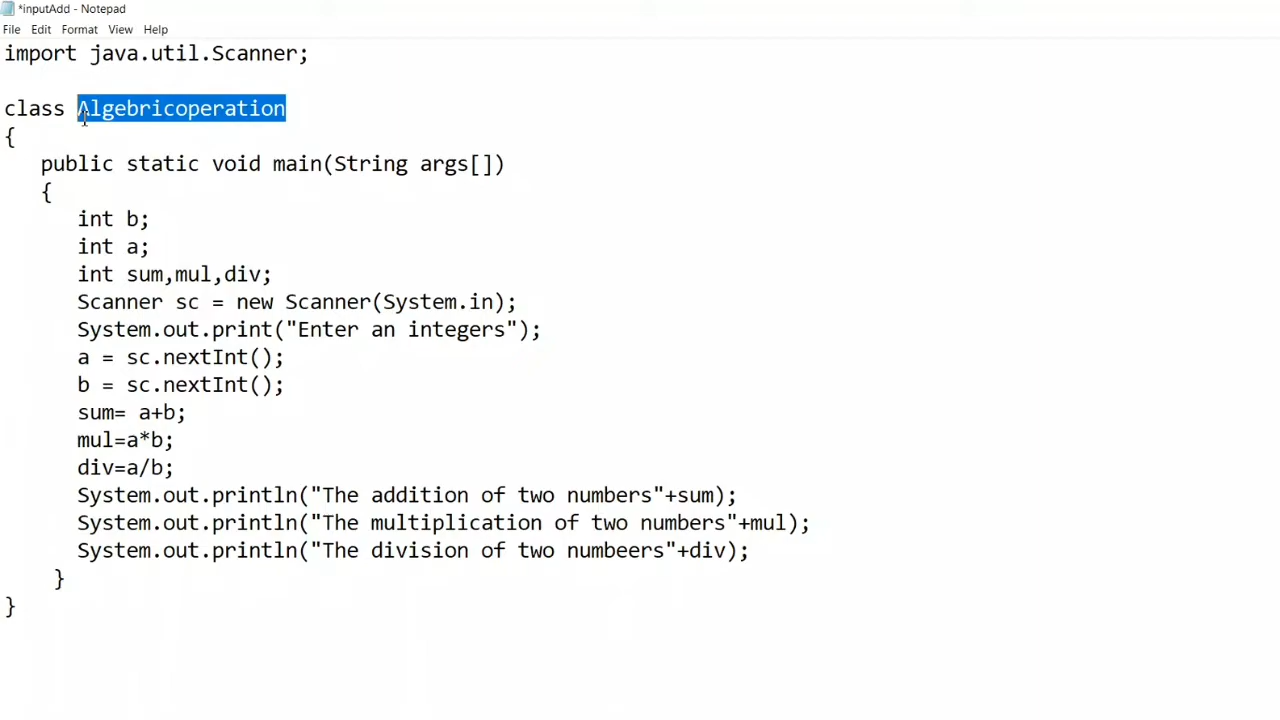 *inputAdd - Notepad
File Edit Format View Help
import java.util.Scanner;
class Algebricoperation
{
public static void main(String args[])
{
int b;
int a;
int sum,mul,div;
Scanner sc = new Scanner(System.in);
System.out.print("Enter an integers");
a = sc.nextInt();
b = sc.nextInt();
sum= a+b;
mul=a*b;
div=a/b;
System.out.println("The addition of two numbers"+sum);
System.out.println("The multiplication of two numbers"+mul);
System.out.println("The division of two numbeers"+div);
}
}